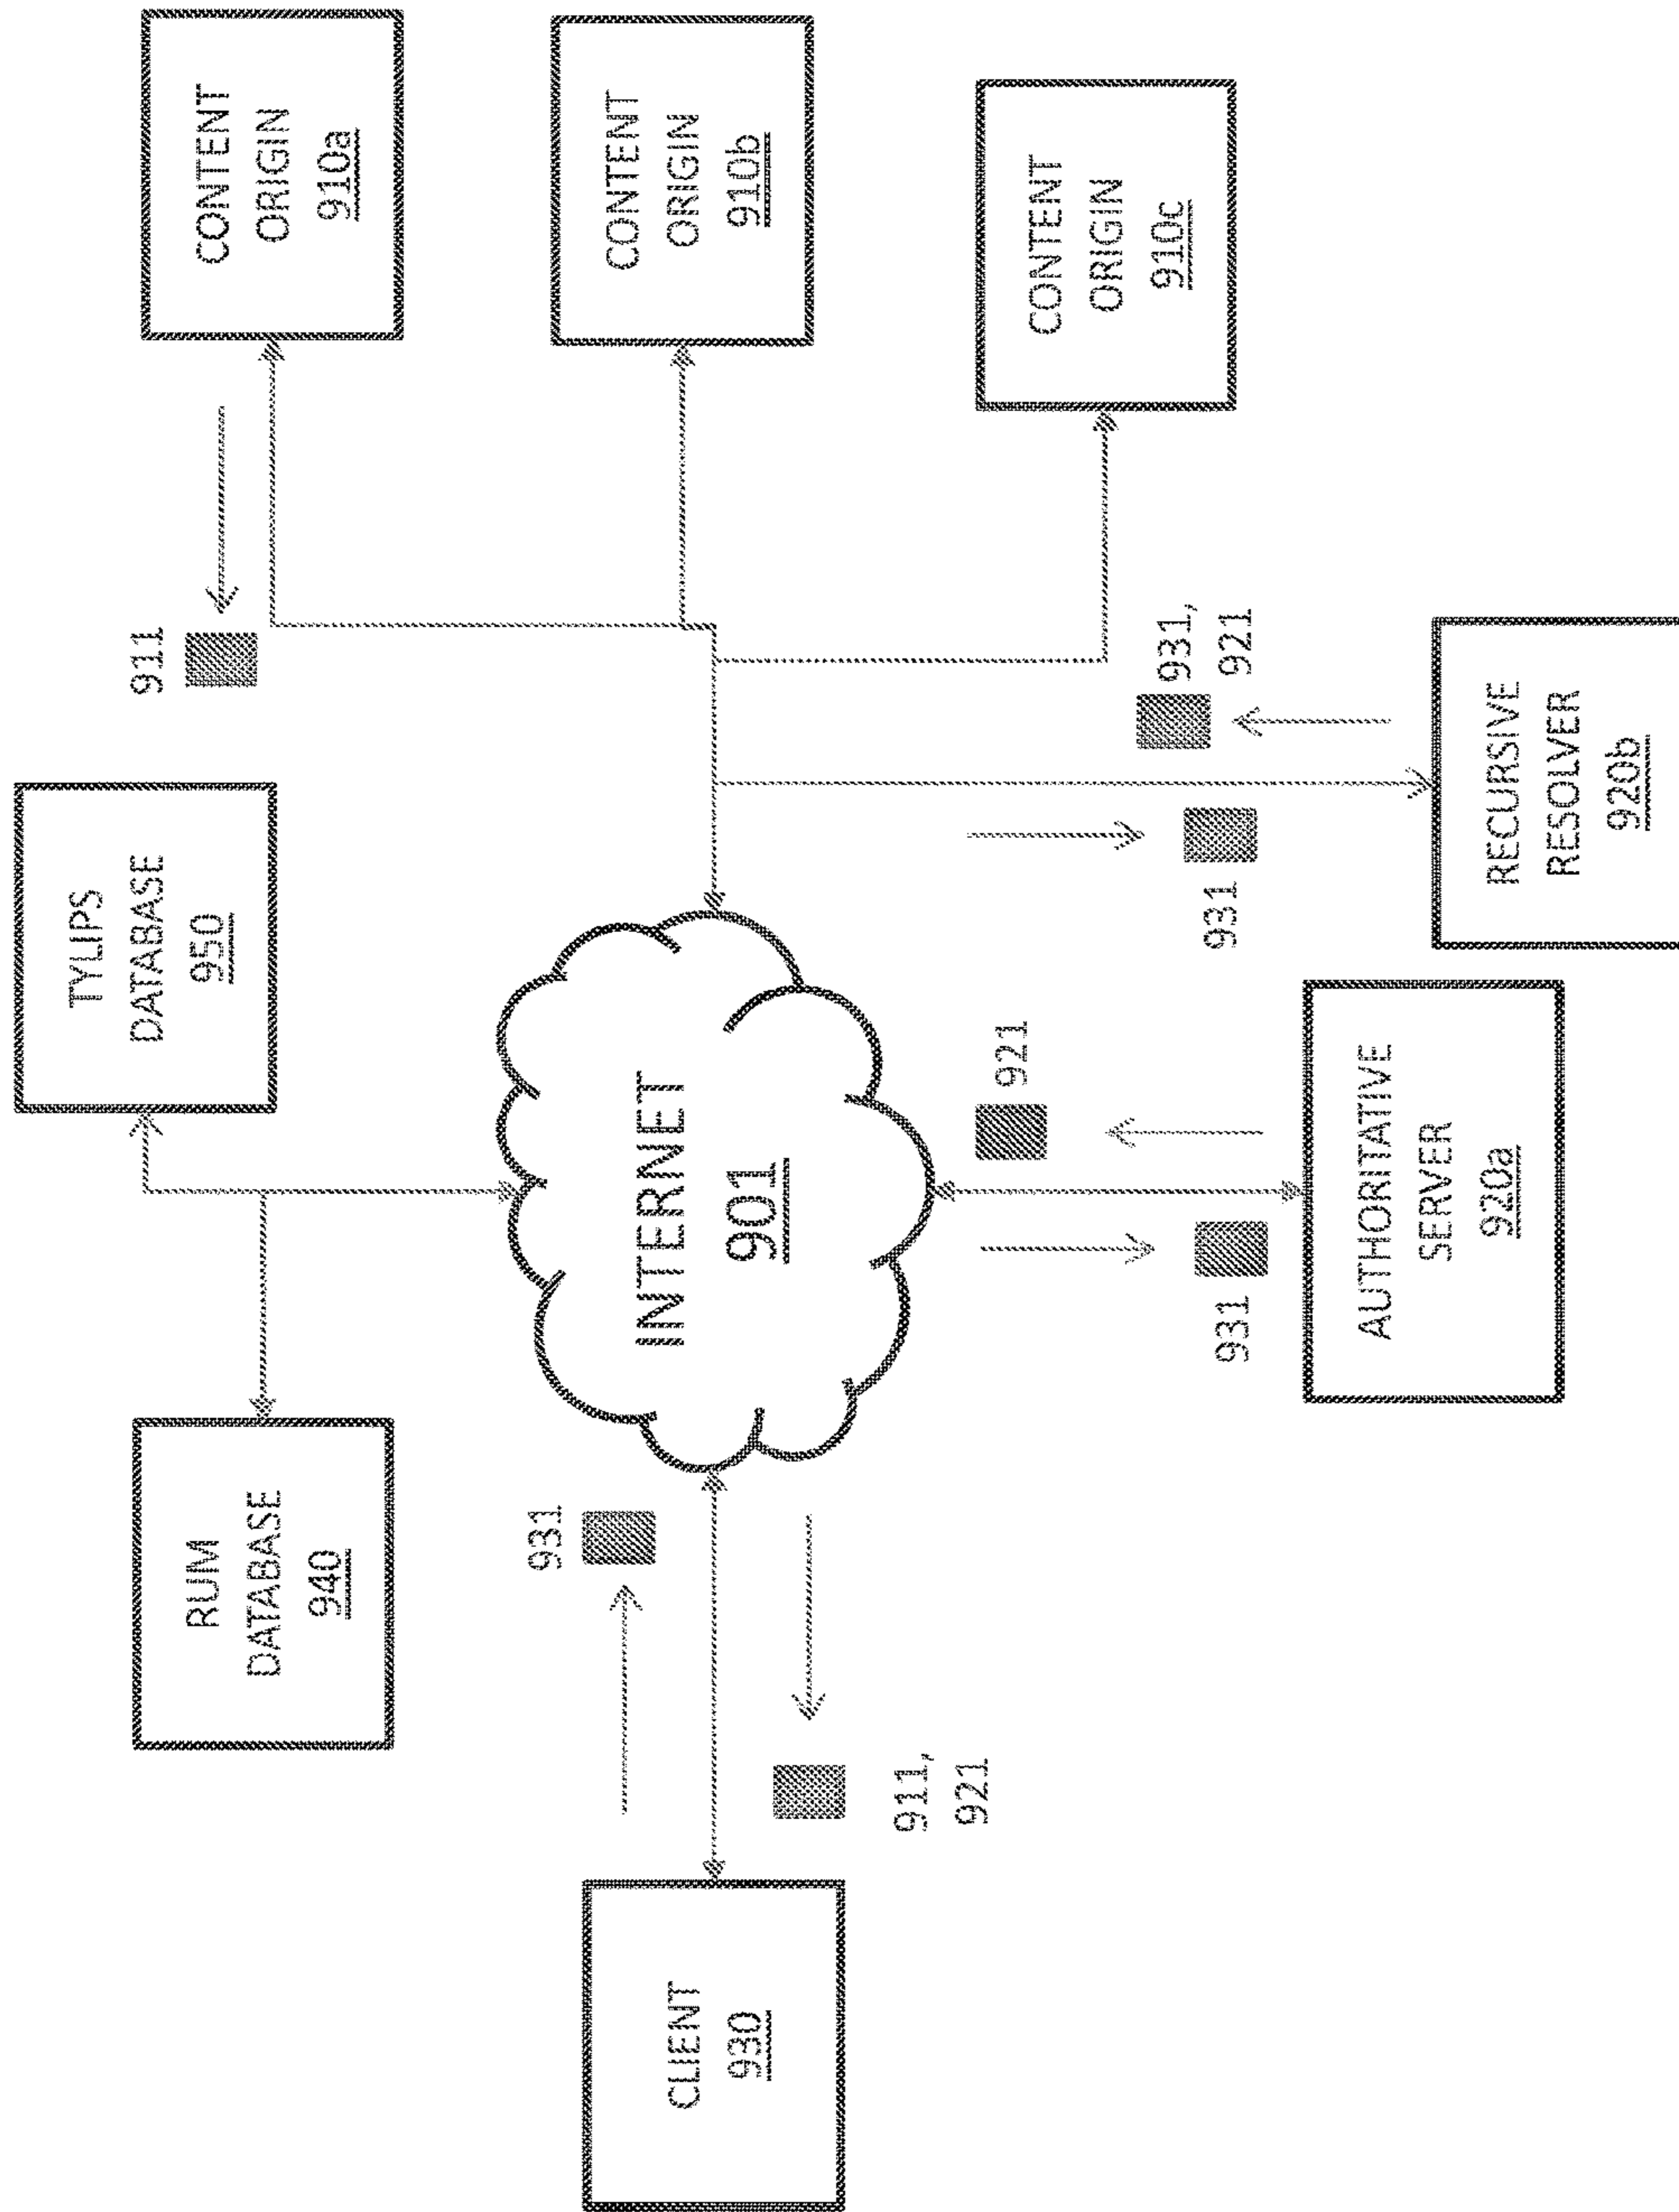 RUM
DATABASE
940
TYLIPS
DATABASE
950
911
CONTENT
ORIGIN
910a
CLIENT
930
931
911,
921
INTERNET
901
CONTENT
ORIGIN
910b
931
921
AUTHORITATIVE
SERVER
920a
931
931,
921
RECURSIVE
RESOLVER
920b
CONTENT
ORIGIN
910c